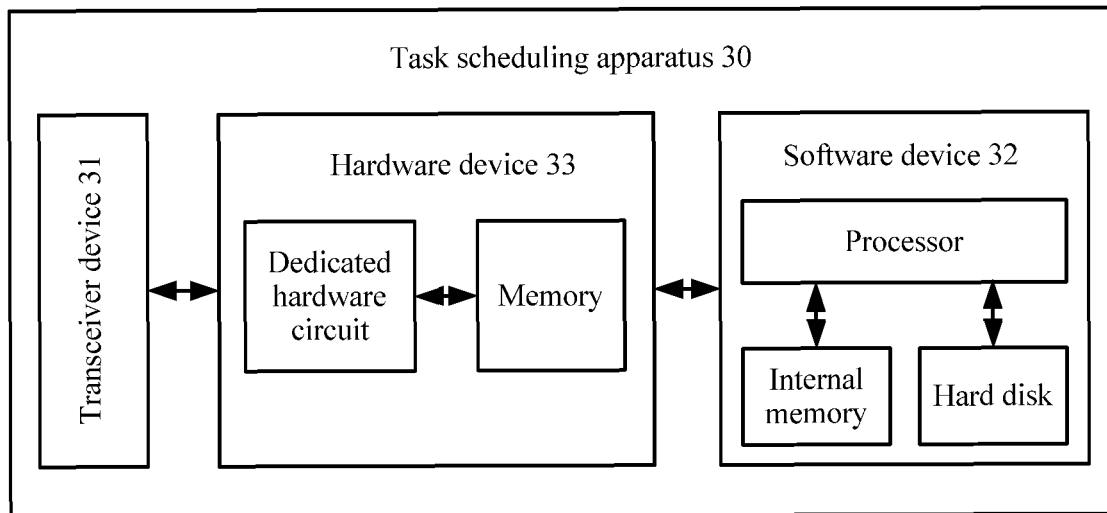 Task scheduling apparatus 30
Transceiver device 31
Hardware device 33
Dedicated
hardware
circuit
Memory
Software device 32
Processor
Internal
memory
Hard disk